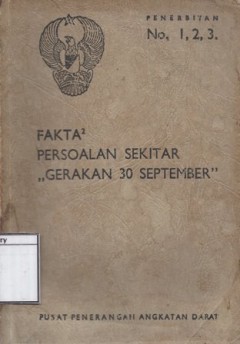 PENERBITAN
No. 1, 2, 3.
FAKTA²
PERSOALAN SEKITAR
„GERAKAN 30 SEPTEMBER”
PUSAT PENERANGAN ANGKATAN DARAT